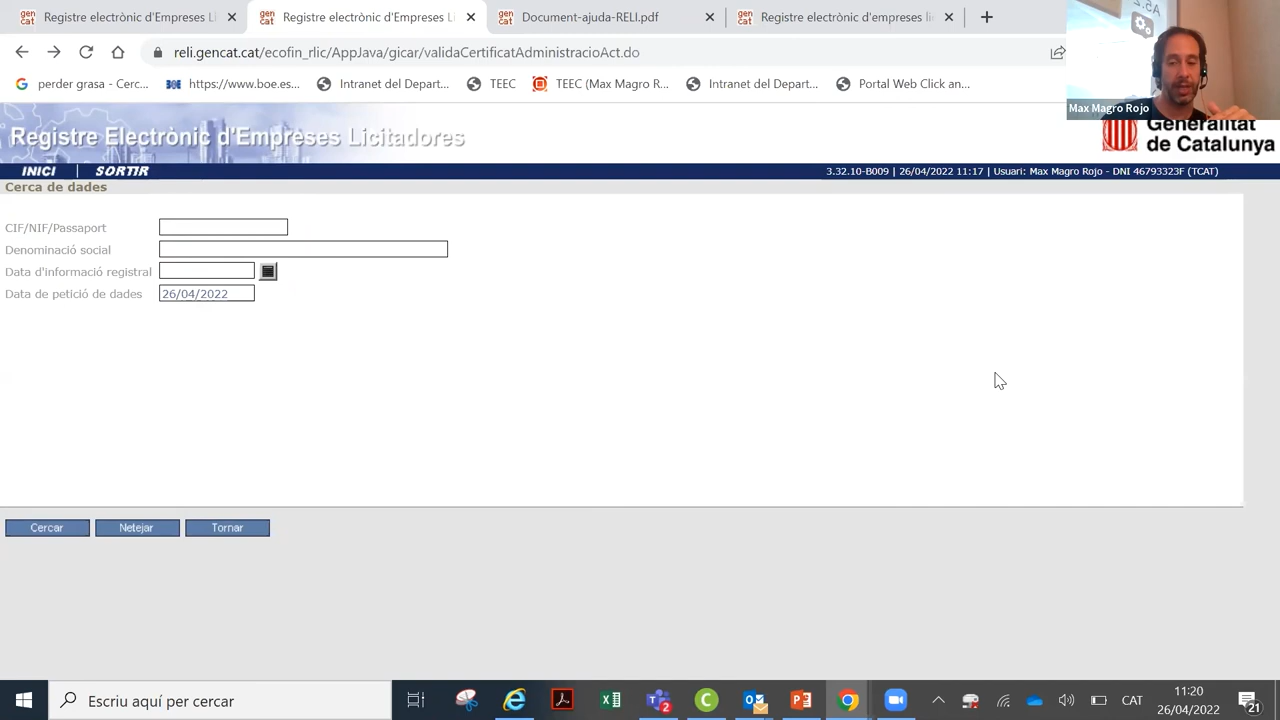 Registre electrònic d'Empreses Li
Registre electrònic d'Empreses Li
Document-ajuda-RELI.pdf
Registre electrònic d'empreses li
reli.gencat.cat/ecofin_rlic/AppJava/gicar/validaCertificatAdministracioAct.do
perder grasa - Cerc...
https://www.boe.es...
Intranet del Depart...
TEEC
TEEC (Max Magro R...
Intranet del Depart...
Portal Web Click an...
Max Magro Rojo
Registre Electrònic d'Empreses Licitadores
Generalitat
de Catalunya
INICI | SORTIR
3.32.10-B009 | 26/04/2022 11:17 | Usuari: Max Magro Rojo - DNI 46793323F (TCAT)
Cerca de dades
CIF/NIF/Passaport
Denominació social
Data d'informació registral
Data de petició de dades 26/04/2022
Cercar Netejar Tornar
Escriu aquí per cercar
CAT
11:20
26/04/2022
21